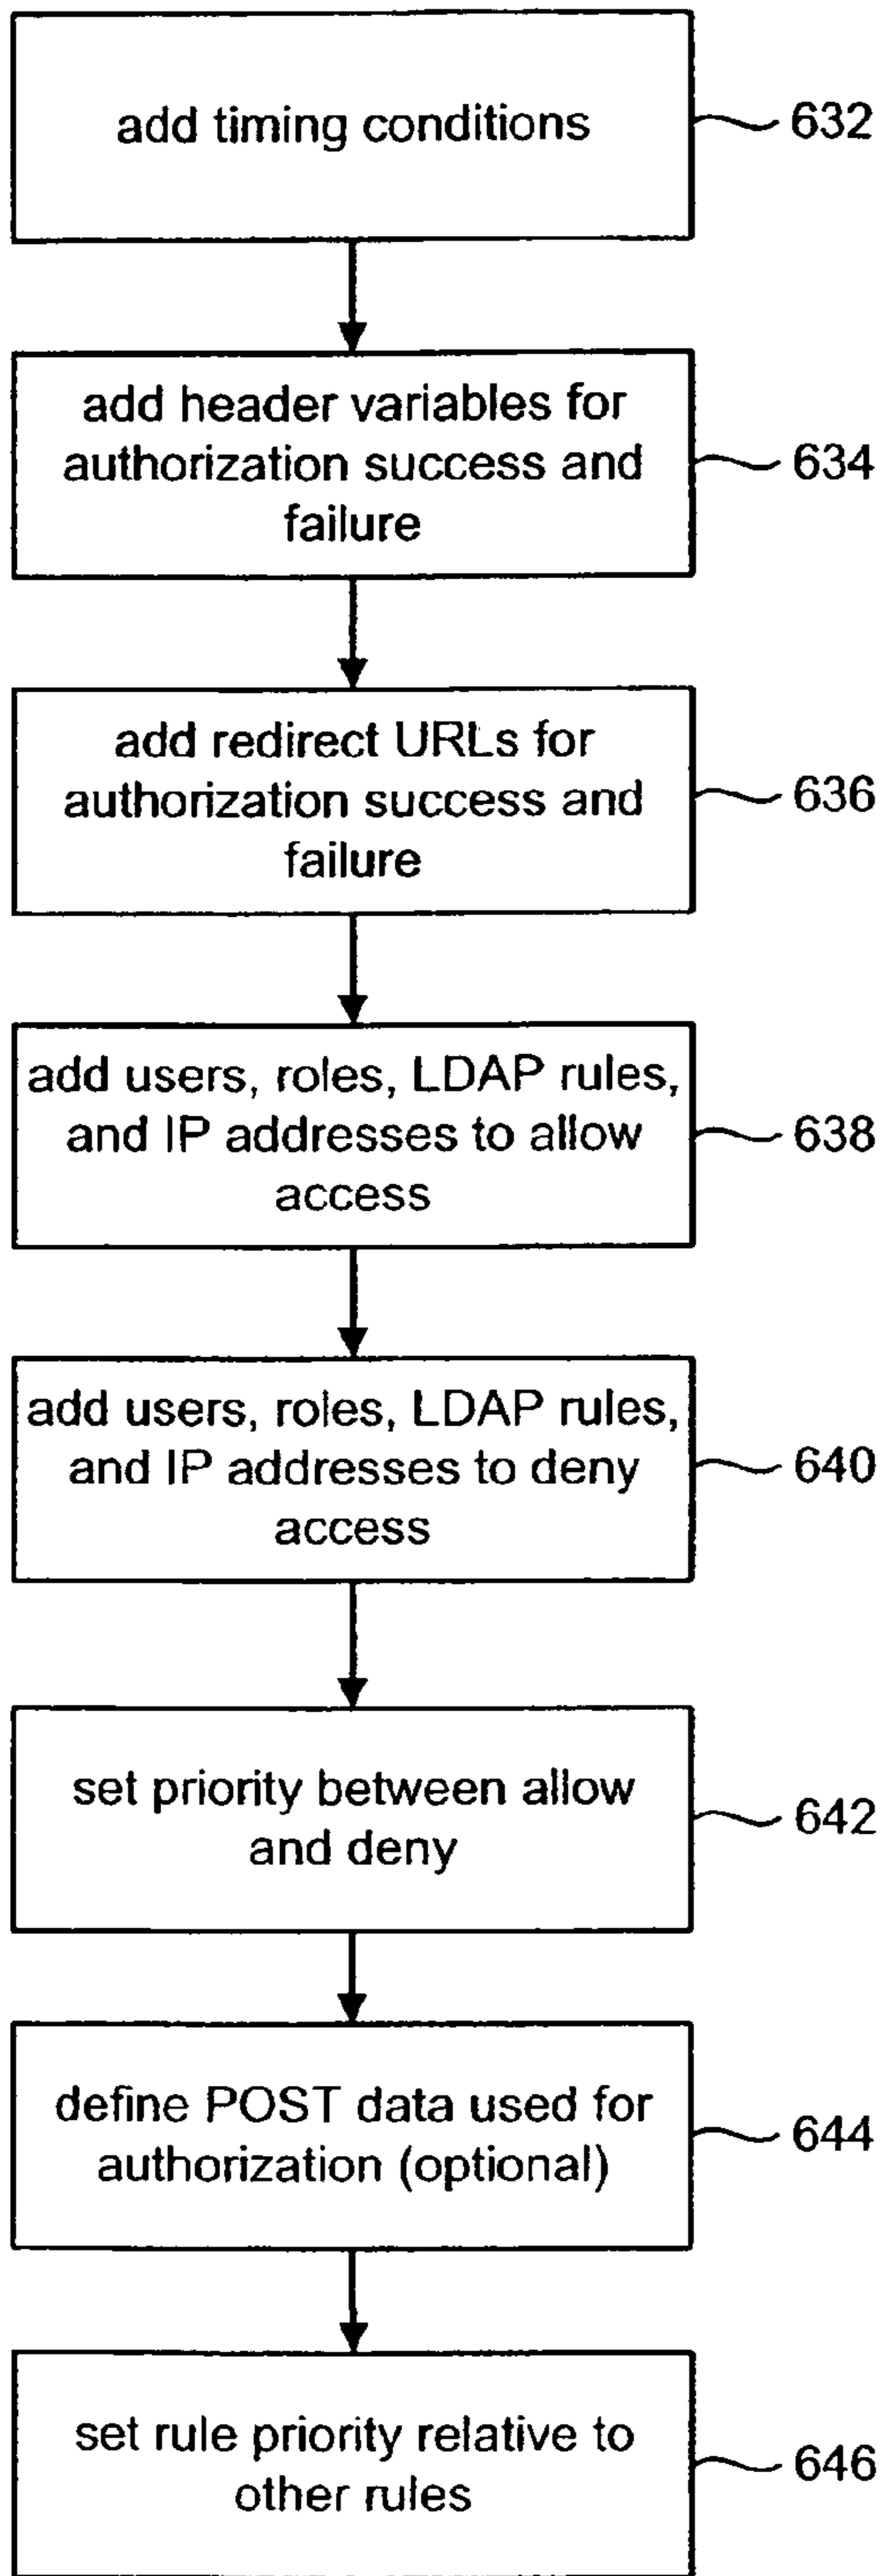 add timing conditions
632
add header variables for
authorization success and
failure
634
add redirect URLs for
authorization success and
failure
636
add users, roles, LDAP rules,
and IP addresses to allow
access
638
add users, roles, LDAP rules,
and IP addresses to deny
access
640
set priority between allow
and deny
642
define POST data used for
authorization (optional)
644
set rule priority relative to
other rules
646